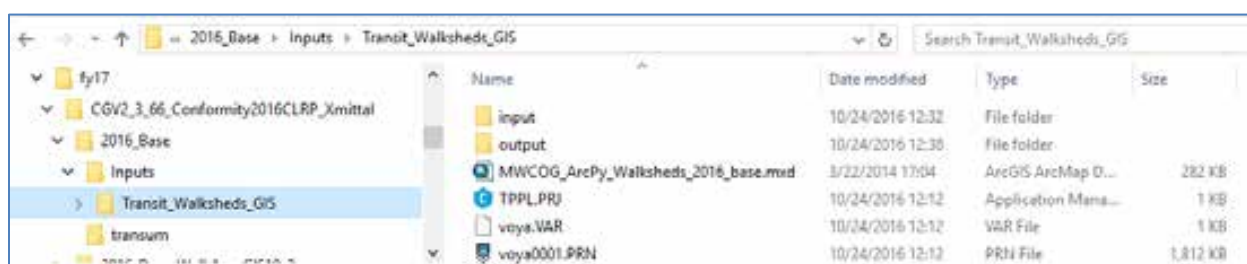 2016_Base › Inputs › Transit_Walksheds_GIS
Search Transit_Walksheds_GIS
fy17
CGV2_3_66_Conformity2016CLRP_Xmittal
2016_Base
Inputs
Transit_Walksheds_GIS
transum
Name Date modified Type Size
input 10/24/2016 12:32 File folder
output 10/24/2016 12:38 File folder
MWCOG_ArcPy_Walksheds_2016_base.mxd 3/22/2014 17:04 ArcGIS ArcMap D... 282 KB
TPPL.PRJ 10/24/2016 12:12 Application Mana... 1 KB
voya.VAR 10/24/2016 12:12 VAR File 1 KB
voya0001.PRN 10/24/2016 12:12 PRN File 1,812 KB